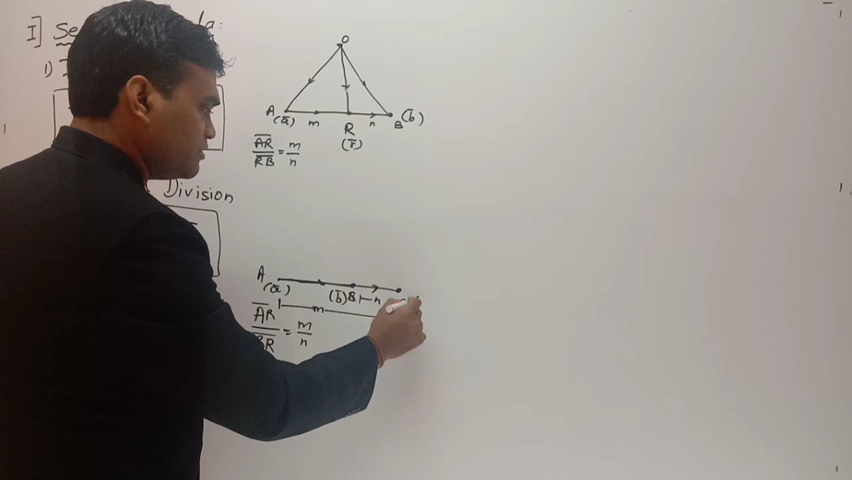 I] Se
1)
Division
O
A (a̅) m R n B (b̅)
(r̅)
AR/RB = m/n
A
(a̅) (b̅) B n
m
AR/BR = m/n